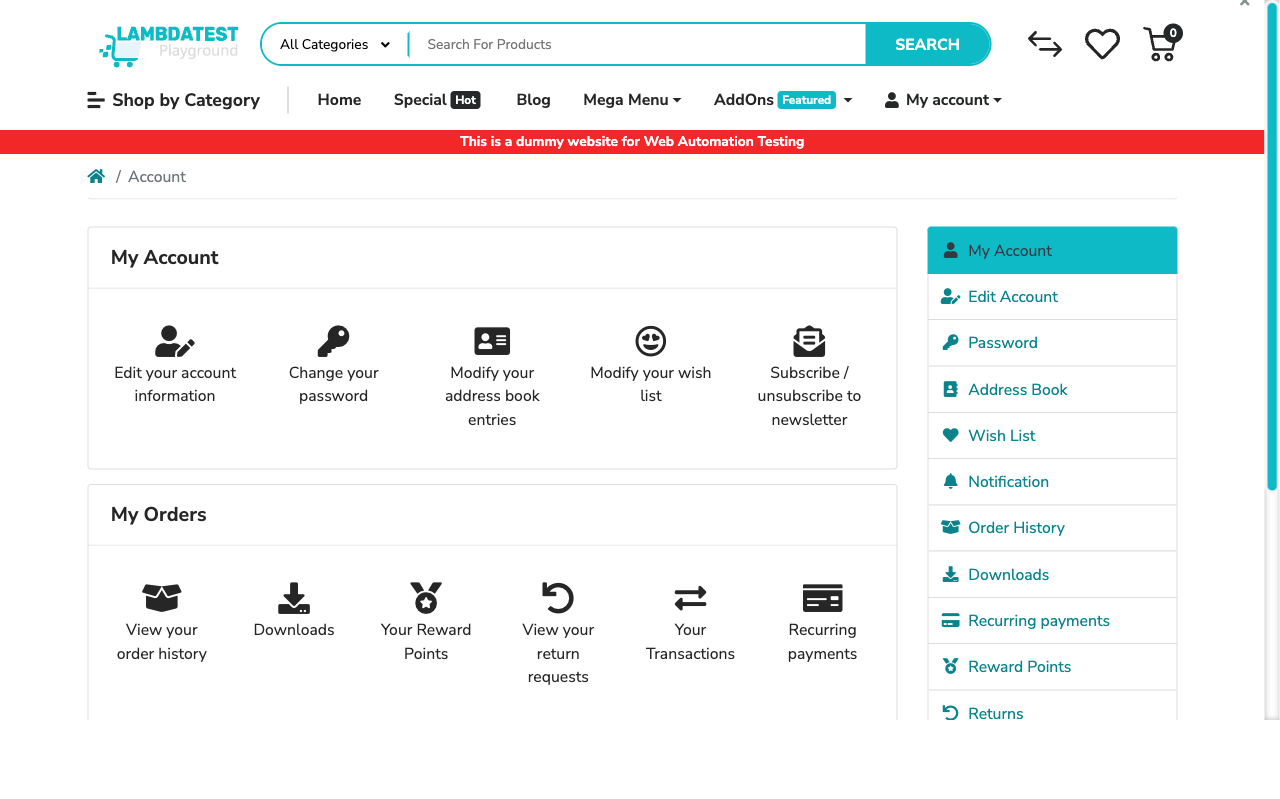 LAMBDATEST
Playground
All Categories
Search For Products
SEARCH
0
Shop by Category
Home
Special Hot
Blog
Mega Menu
AddOns Featured
My account
This is a dummy website for Web Automation Testing
/ Account
My Account
Edit your account
information
Change your
password
Modify your
address book
entries
Modify your wish
list
Subscribe /
unsubscribe to
newsletter
My Orders
View your
order history
Downloads
Your Reward
Points
View your
return
requests
Your
Transactions
Recurring
payments
My Account
Edit Account
Password
Address Book
Wish List
Notification
Order History
Downloads
Recurring payments
Reward Points
Returns